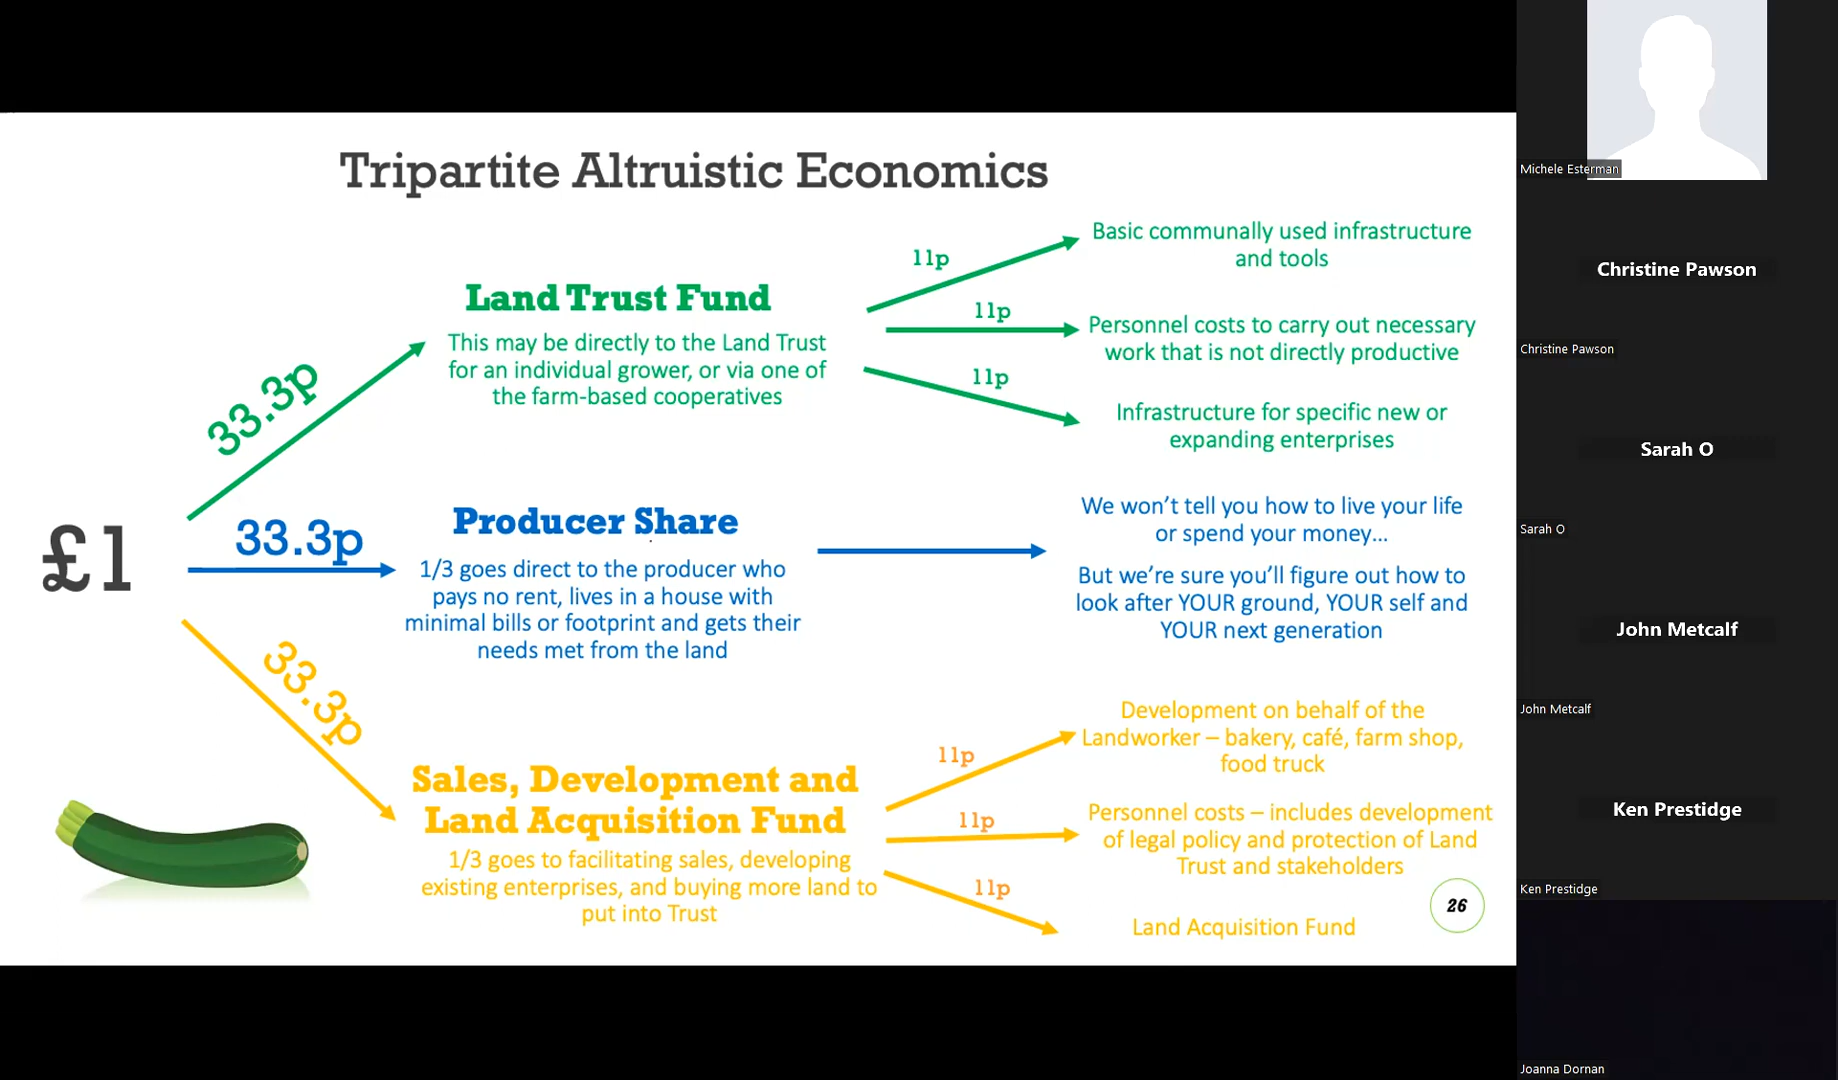 Tripartite Altruistic Economics
£1
33.3p
Land Trust Fund
This may be directly to the Land Trust
for an individual grower, or via one of
the farm-based cooperatives
11p
Basic communally used infrastructure
and tools
11p
Personnel costs to carry out necessary
work that is not directly productive
11p
Infrastructure for specific new or
expanding enterprises
33.3p
Producer Share
1/3 goes direct to the producer who
pays no rent, lives in a house with
minimal bills or footprint and gets their
needs met from the land
We won’t tell you how to live your life
or spend your money...
But we’re sure you’ll figure out how to
look after YOUR ground, YOUR self and
YOUR next generation
33.3p
Sales, Development and
Land Acquisition Fund
1/3 goes to facilitating sales, developing
existing enterprises, and buying more land to
put into Trust
11p
Development on behalf of the
Landworker – bakery, café, farm shop,
food truck
11p
Personnel costs – includes development
of legal policy and protection of Land
Trust and stakeholders
11p
Land Acquisition Fund
26
Michele Esterman
Christine Pawson
Christine Pawson
Sarah O
Sarah O
John Metcalf
John Metcalf
Ken Prestidge
Ken Prestidge
Joanna Dornan